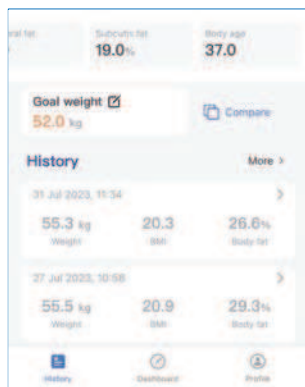 Subcutis fat
Body age
19.0%
37.0
Goal weight
52.0 kg
Compare
History
More >
31 Jul 2023, 11:34
>
55.3 kg
20.3
26.6%
Weight
BMI
Body fat
27 Jul 2023, 10:58
>
55.5 kg
20.9
29.3%
Weight
BMI
Body fat
History
Dashboard
Profile